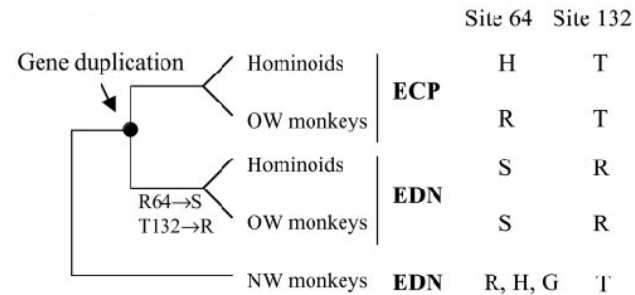 Site 64 Site 132
Gene duplication
Hominoids H T
ECP
OW monkeys R T
Hominoids S R
R64→S EDN
T132→R
OW monkeys S R
NW monkeys EDN R, H, G T